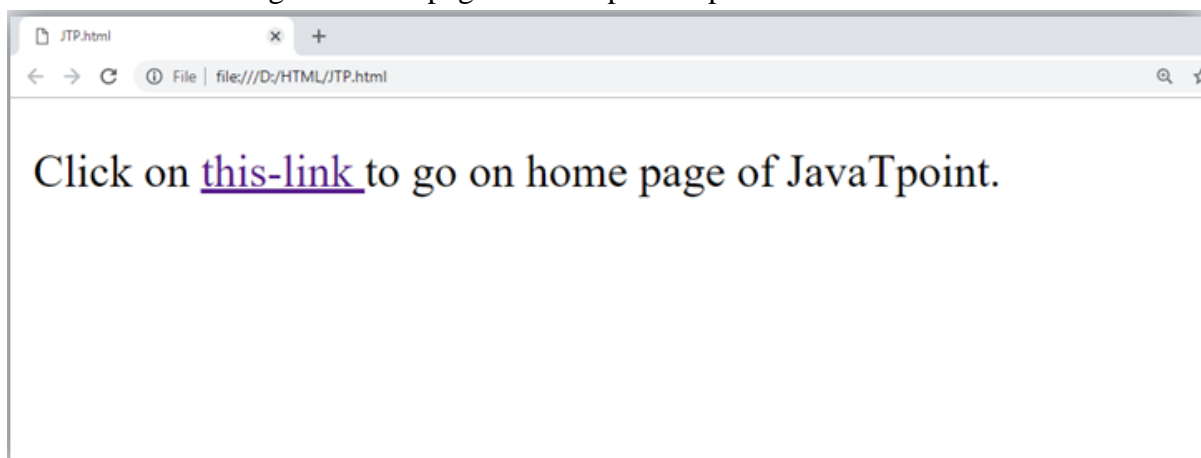 JTP.html
File | file:///D:/HTML/JTP.html
Click on this-link to go on home page of JavaTpoint.